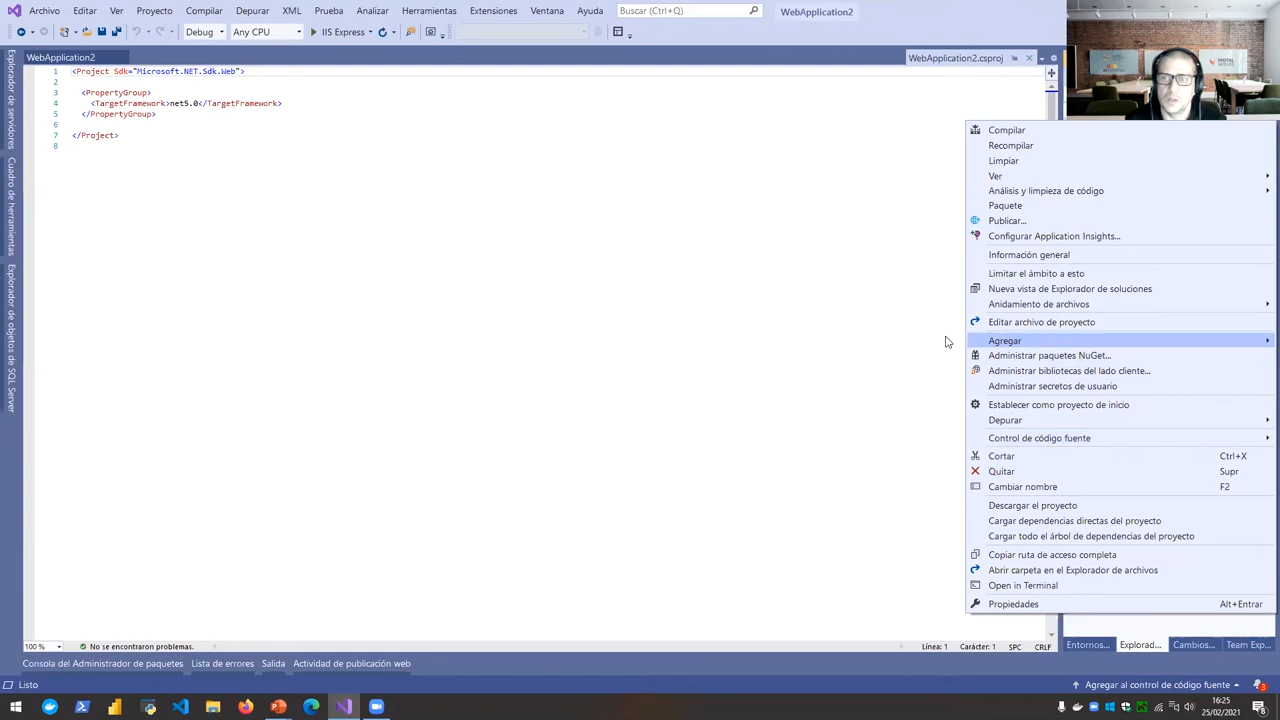 Archivo Editar Ver Proyecto Compilar Depurar XML Prueba Analizar Herramientas Extensiones Ventana Ayuda Buscar (Ctrl+Q) WebApplication2
Debug Any CPU IIS Express
WebApplication2 WebApplication2.csproj
Explorador de servidores
Cuadro de herramientas
Explorador de objetos de SQL Server
1 <Project Sdk="Microsoft.NET.Sdk.Web">
2
3 <PropertyGroup>
4 <TargetFramework>net5.0</TargetFramework>
5 </PropertyGroup>
6
7 </Project>
8
Compilar
Recompilar
Limpiar
Ver
Análisis y limpieza de código
Paquete
Publicar...
Configurar Application Insights...
Información general
Limitar el ámbito a esto
Nueva vista de Explorador de soluciones
Anidamiento de archivos
Editar archivo de proyecto
Agregar
Administrar paquetes NuGet...
Administrar bibliotecas del lado cliente...
Administrar secretos de usuario
Establecer como proyecto de inicio
Depurar
Control de código fuente
Cortar Ctrl+X
Quitar Supr
Cambiar nombre F2
Descargar el proyecto
Cargar dependencias directas del proyecto
Cargar todo el árbol de dependencias del proyecto
Copiar ruta de acceso completa
Abrir carpeta en el Explorador de archivos
Open in Terminal
Propiedades Alt+Entrar
100 % No se encontraron problemas. Línea: 1 Carácter: 1 SPC CRLF
Entornos... Explorad... Cambios... Team Exp...
Consola del Administrador de paquetes Lista de errores Salida Actividad de publicación web
Listo Agregar al control de código fuente 3
16:25
25/02/2021